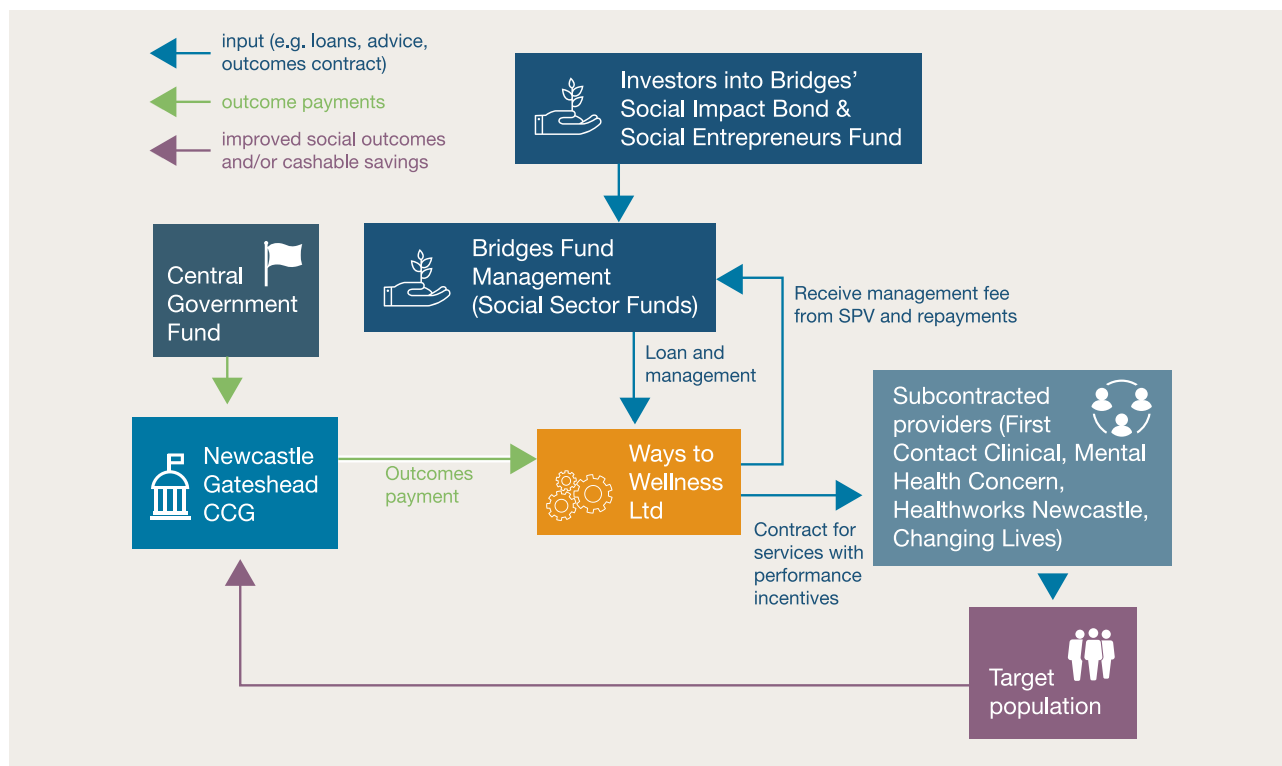 input (e.g. loans, advice,
outcomes contract)
outcome payments
improved social outcomes
and/or cashable savings
Investors into Bridges’
Social Impact Bond &
Social Entrepreneurs Fund
Central
Government
Fund
Bridges Fund
Management
(Social Sector Funds)
Receive management fee
from SPV and repayments
Loan and
management
Newcastle
Gateshead
CCG
Outcomes
payment
Ways to
Wellness
Ltd
Contract for
services with
performance
incentives
Subcontracted
providers (First
Contact Clinical, Mental
Health Concern,
Healthworks Newcastle,
Changing Lives)
Target
population